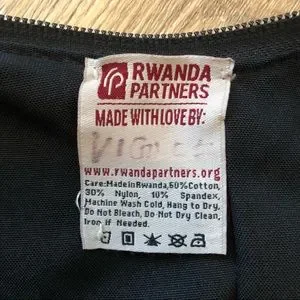 RWANDA
PARTNERS
MADE WITH LOVE BY:
www.rwandapartners.org
Care:MadeinRwanda,60%Cotton,
30% Nylon, 10% Spandex,
Machine Wash Cold, Hang to Dry,
Do Not Bleach, Do Not Dry Clean,
Iron if Needed.